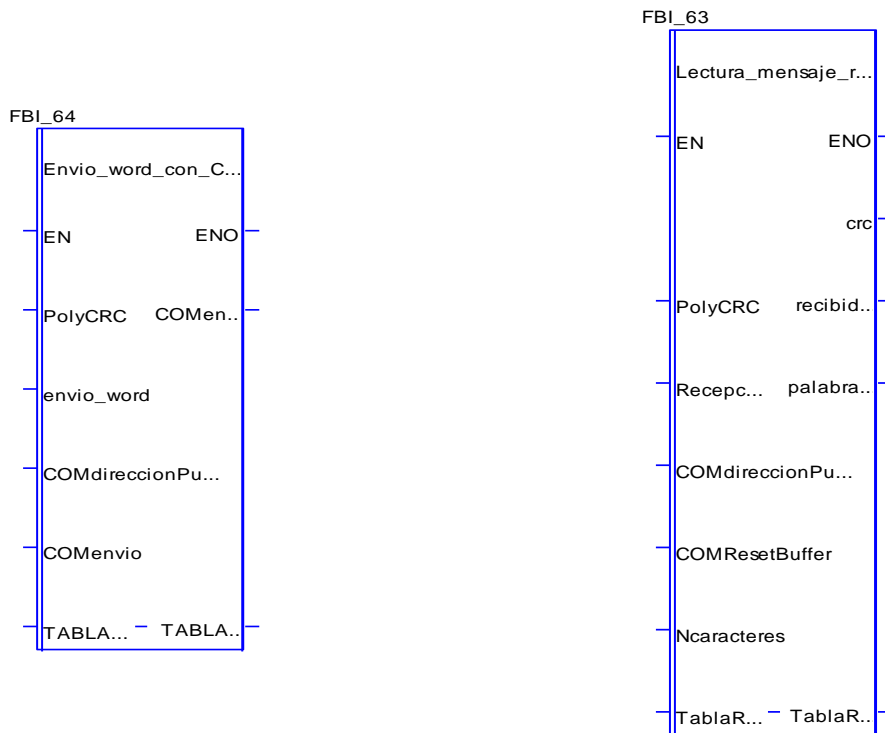 FBI_64
Envio_word_con_C...
EN ENO
PolyCRC COMen..
envio_word
COMdireccionPu...
COMenvio
TABLA... TABLA..
FBI_63
Lectura_mensaje_r...
EN ENO
crc
PolyCRC recibid..
Recepc... palabra..
COMdireccionPu...
COMResetBuffer
Ncaracteres
TablaR... TablaR..